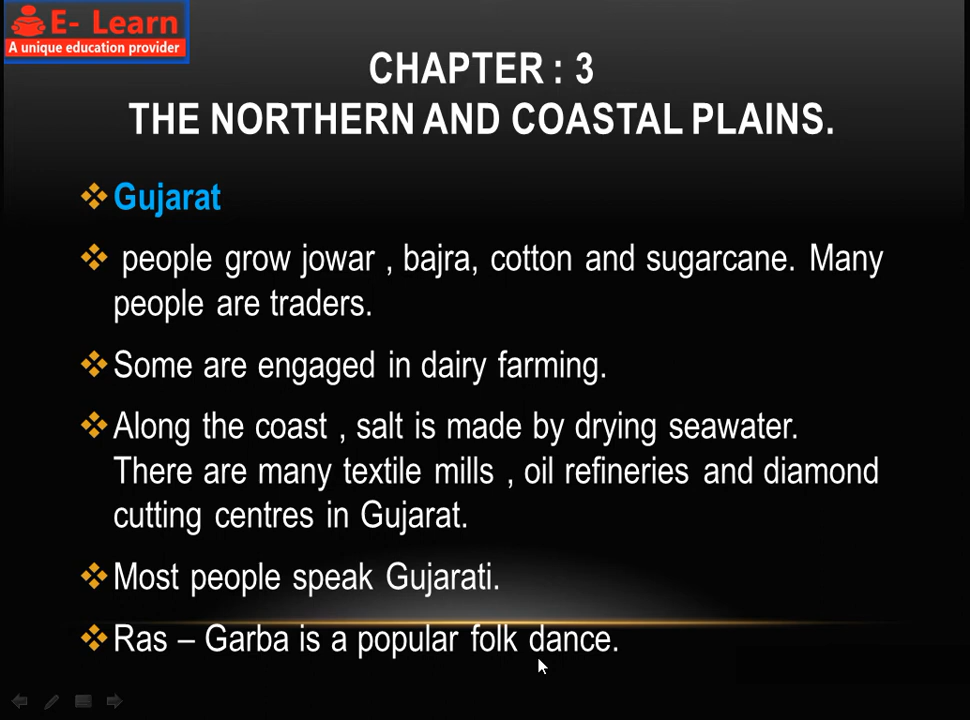 E- Learn
A unique education provider
CHAPTER : 3
THE NORTHERN AND COASTAL PLAINS.
Gujarat
people grow jowar , bajra, cotton and sugarcane. Many
people are traders.
Some are engaged in dairy farming.
Along the coast , salt is made by drying seawater.
There are many textile mills , oil refineries and diamond
cutting centres in Gujarat.
Most people speak Gujarati.
Ras – Garba is a popular folk dance.